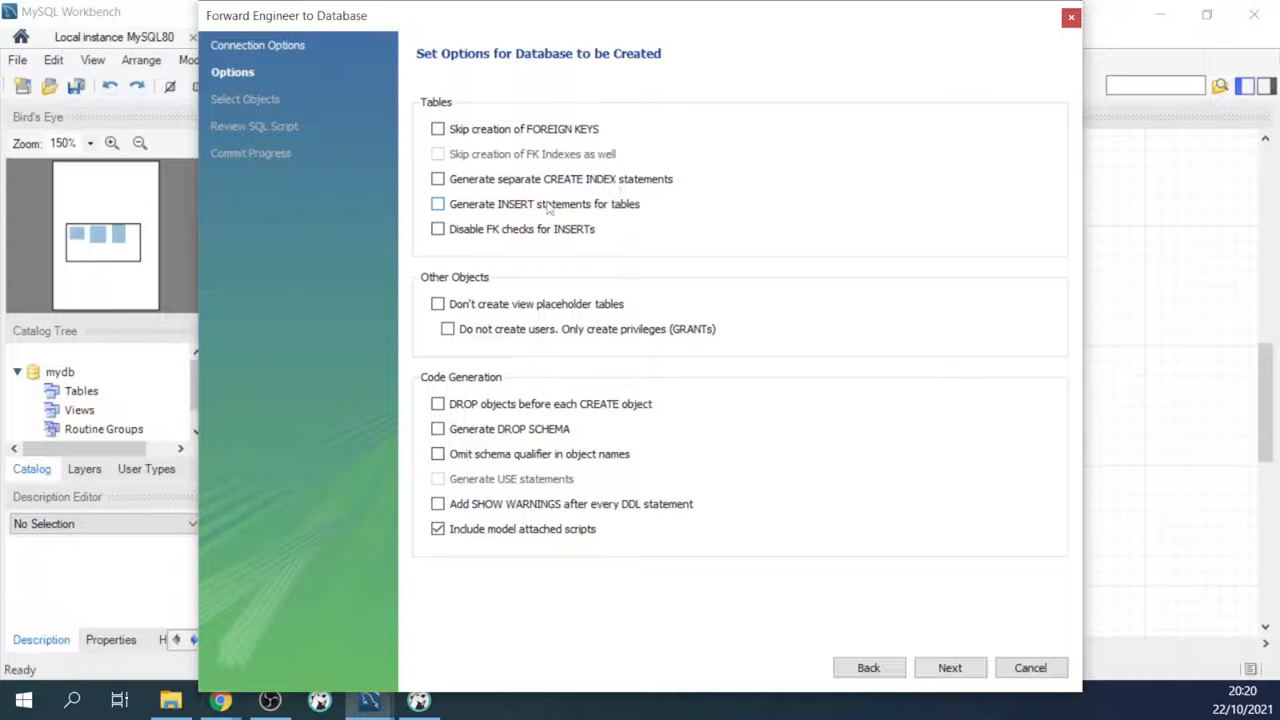 MySQL Workbench
Local instance MySQL80
File Edit View Arrange
Bird's Eye
Zoom: 150%
Catalog Tree
mydb
Tables
Views
Routine Groups
Catalog Layers User Types
Description Editor
No Selection
Description Properties H
Ready
Forward Engineer to Database
Connection Options
Options
Select Objects
Review SQL Script
Commit Progress
Set Options for Database to be Created
Tables
Skip creation of FOREIGN KEYS
Skip creation of FK Indexes as well
Generate separate CREATE INDEX statements
Generate INSERT statements for tables
Disable FK checks for INSERTs
Other Objects
Don't create view placeholder tables
Do not create users. Only create privileges (GRANTs)
Code Generation
DROP objects before each CREATE object
Generate DROP SCHEMA
Omit schema qualifier in object names
Generate USE statements
Add SHOW WARNINGS after every DDL statement
Include model attached scripts
Back Next Cancel
20:20
22/10/2021